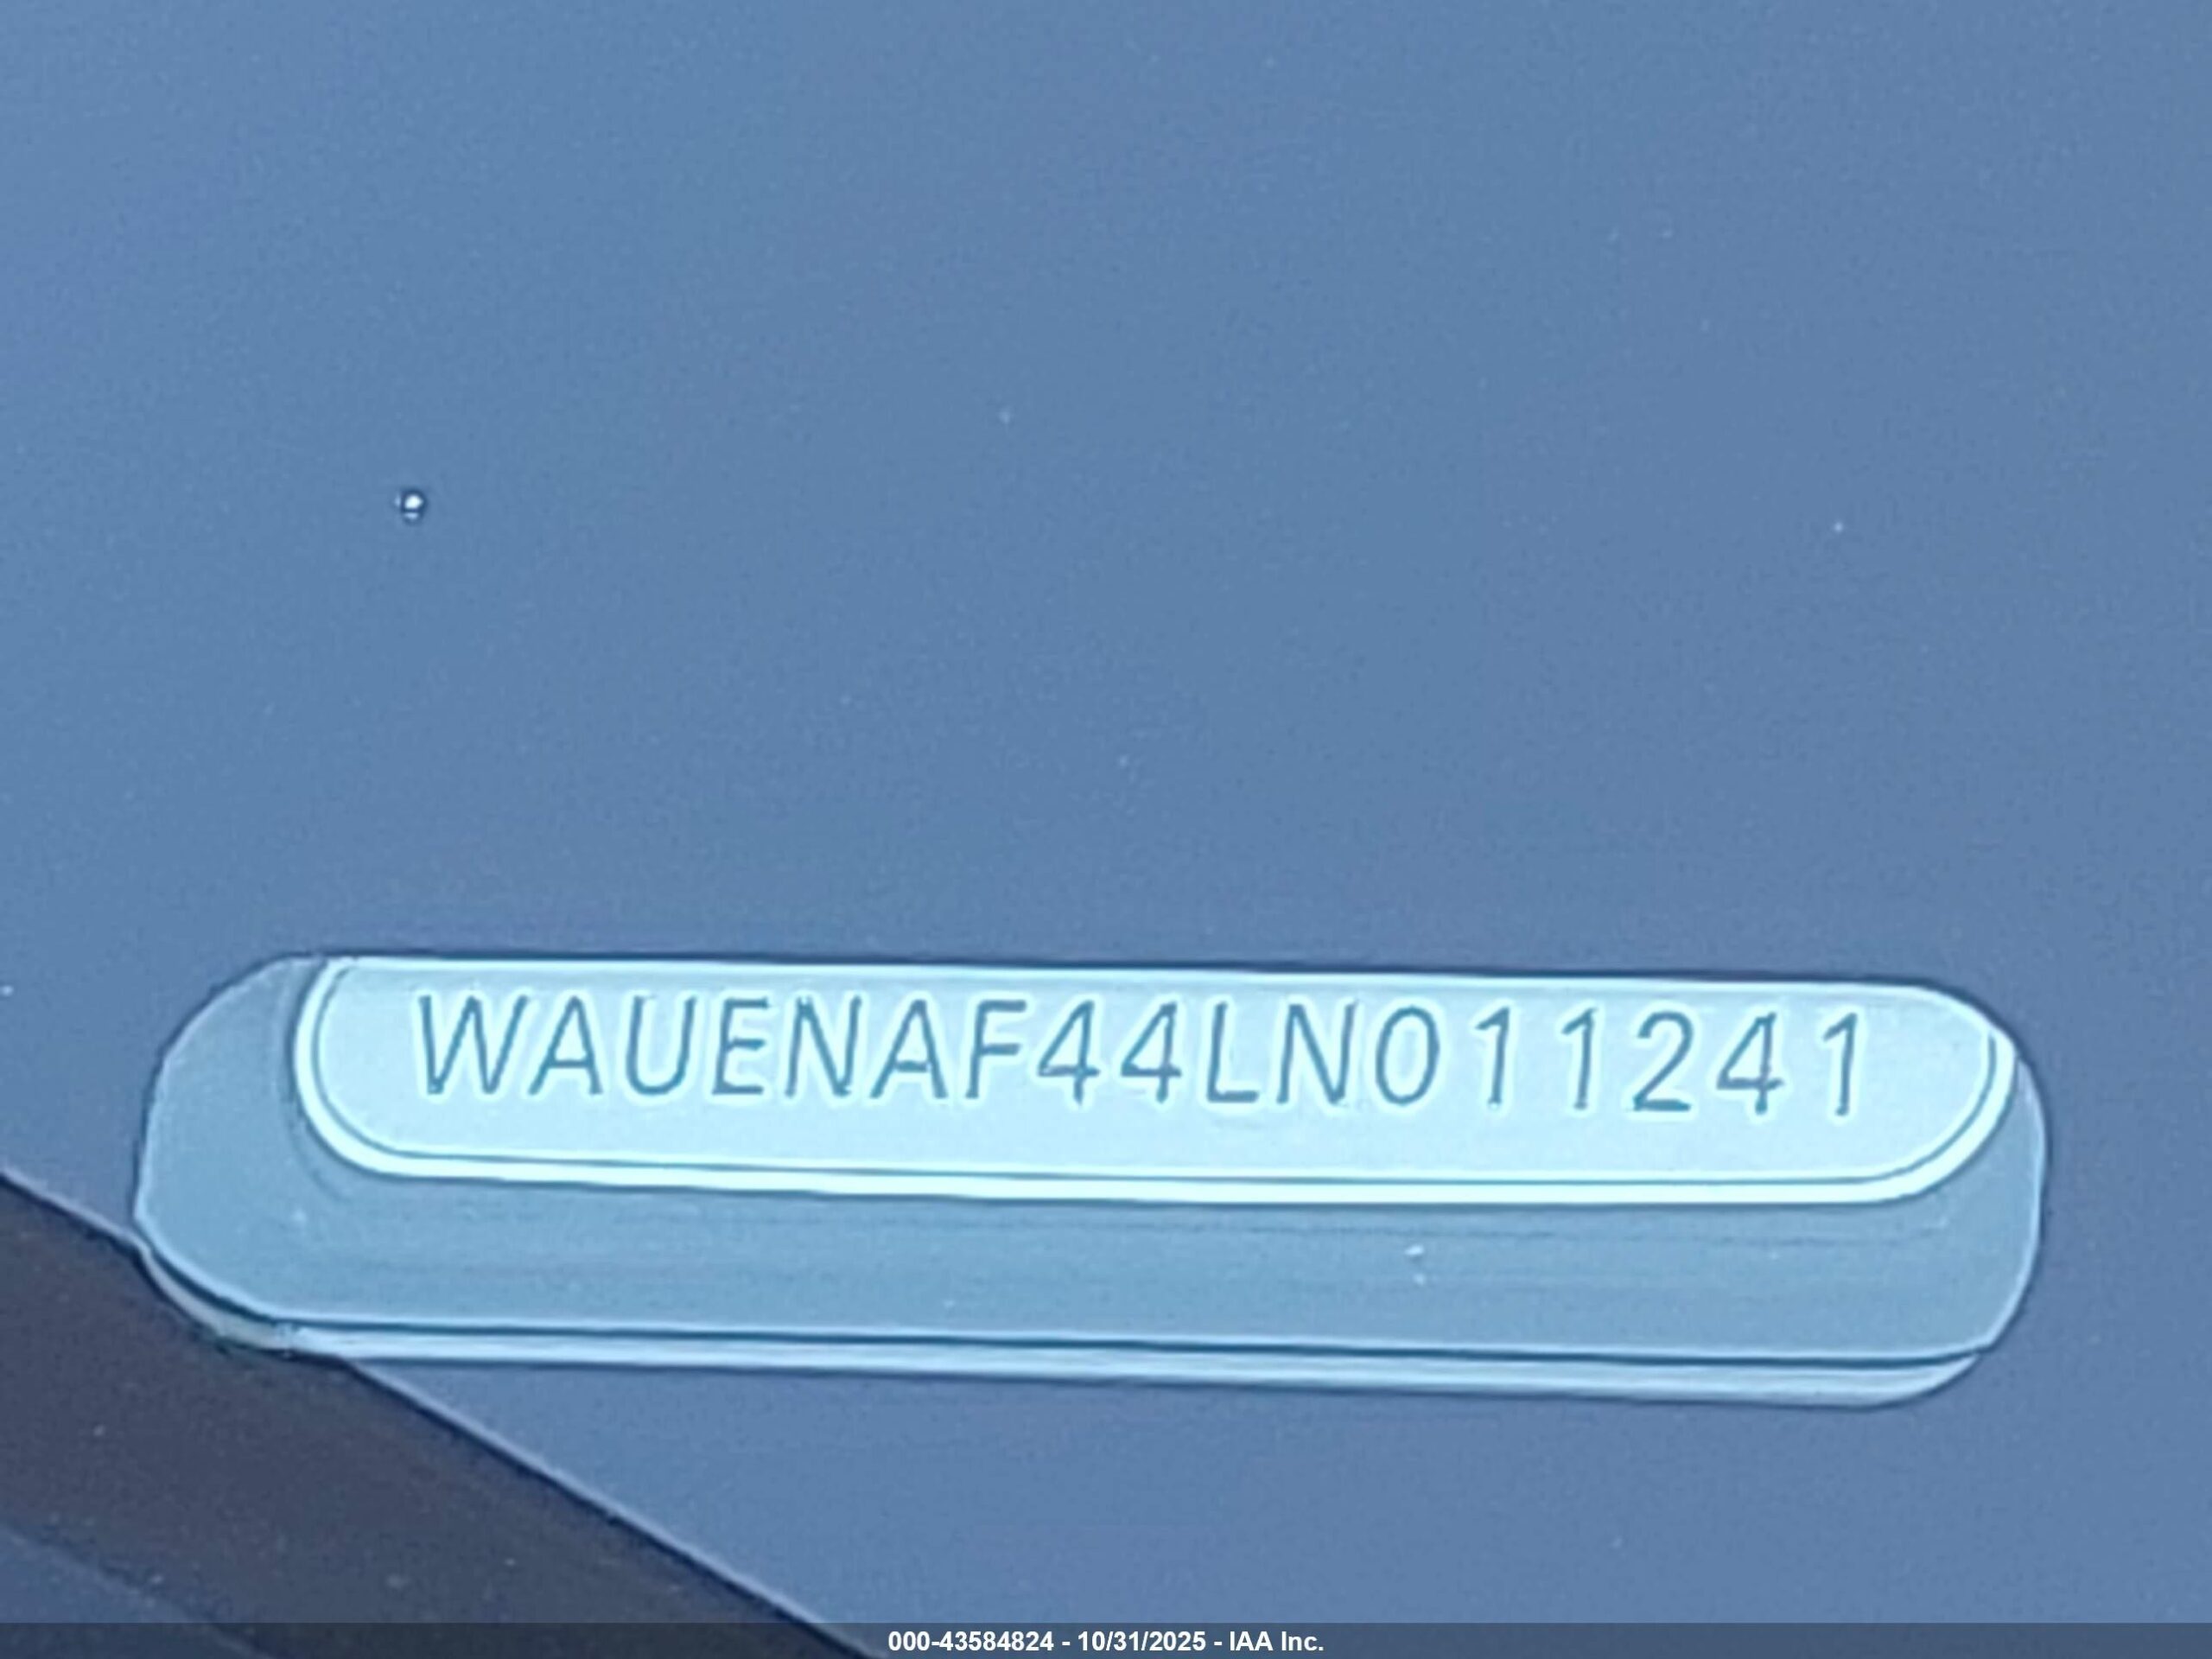 WAUENAF44LN011241
000-43584824 - 10/31/2025 - IAA Inc.